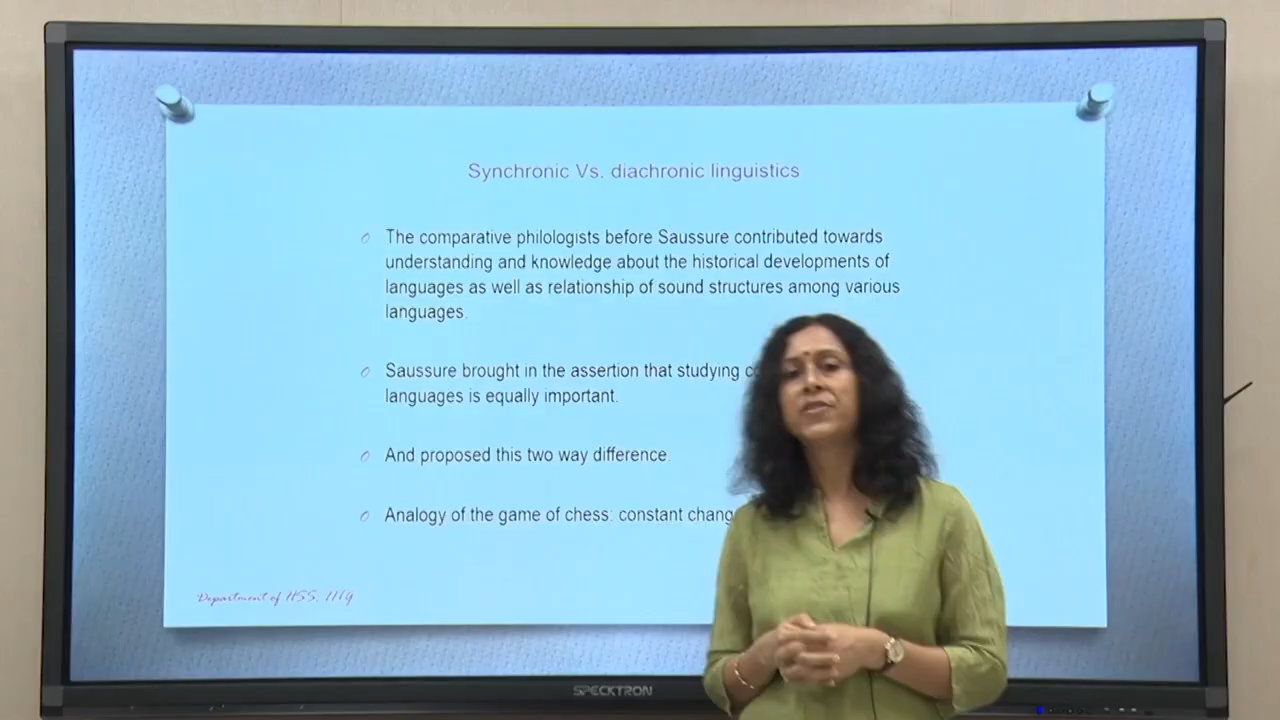 Synchronic Vs. diachronic linguistics
The comparative philologists before Saussure contributed towards
understanding and knowledge about the historical developments of
languages as well as relationship of sound structures among various
languages.
Saussure brought in the assertion that studying
languages is equally important.
And proposed this two way difference.
Analogy of the game of chess: constant chang
Department of HSS, IITG
SPECKTRON